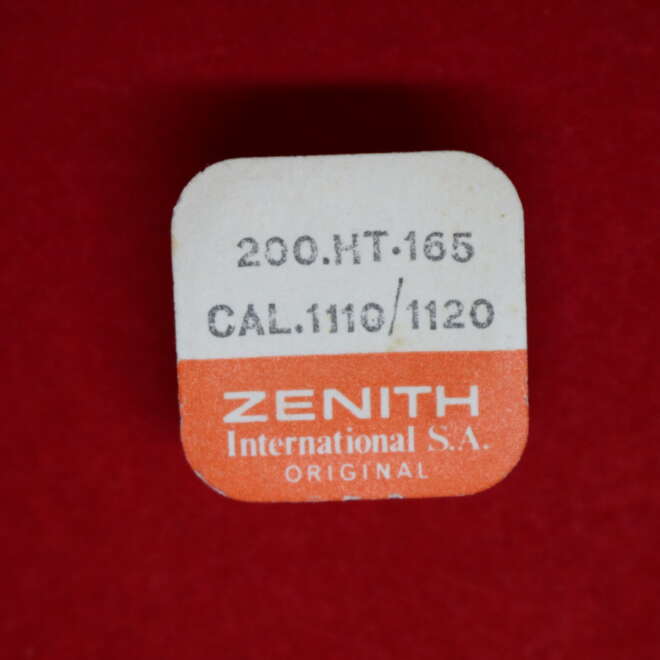 200.HT·165
CAL.1110/1120
ZENITH
International S.A.
ORIGINAL